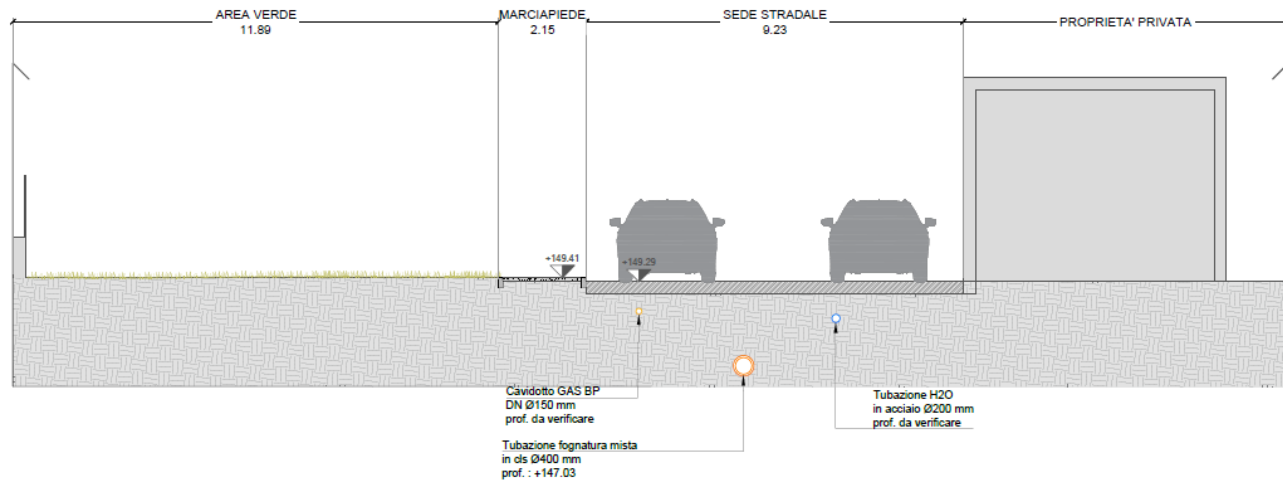 AREA VERDE
11.89
MARCIAPIEDE
2.15
SEDE STRADALE
9.23
PROPRIETA' PRIVATA
+149.41
+149.29
Cavidotto GAS BP
DN Ø150 mm
prof. da verificare
Tubazione fognatura mista
in cls Ø400 mm
prof. : +147.03
Tubazione H2O
in acciaio Ø200 mm
prof. da verificare